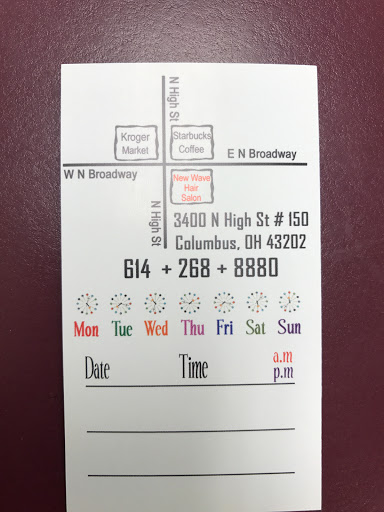 N High St
Kroger
Market
Starbucks
Coffee
E N Broadway
W N Broadway
New Wave
Hair
Salon
N High St
3400 N High St # 150
Columbus, OH 43202
614 + 268 + 8880
Mon Tue Wed Thu Fri Sat Sun
Date Time a.m
p.m